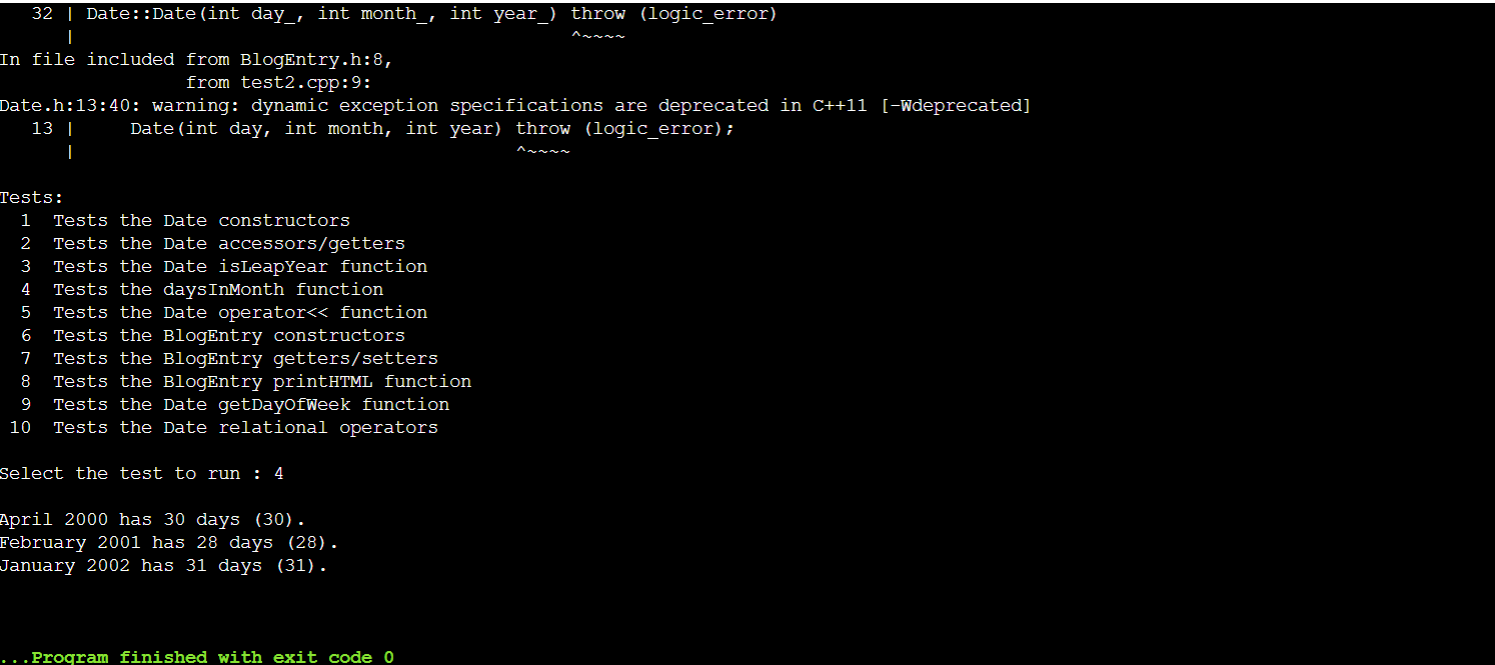 32 | Date::Date(int day_, int month_, int year_) throw (logic_error)
| ^~~~~
In file included from BlogEntry.h:8,
from test2.cpp:9:
Date.h:13:40: warning: dynamic exception specifications are deprecated in C++11 [-Wdeprecated]
13 | Date(int day, int month, int year) throw (logic_error);
| ^~~~~
Tests:
1 Tests the Date constructors
2 Tests the Date accessors/getters
3 Tests the Date isLeapYear function
4 Tests the daysInMonth function
5 Tests the Date operator<< function
6 Tests the BlogEntry constructors
7 Tests the BlogEntry getters/setters
8 Tests the BlogEntry printHTML function
9 Tests the Date getDayOfWeek function
10 Tests the Date relational operators
Select the test to run : 4
April 2000 has 30 days (30).
February 2001 has 28 days (28).
January 2002 has 31 days (31).
...Program finished with exit code 0